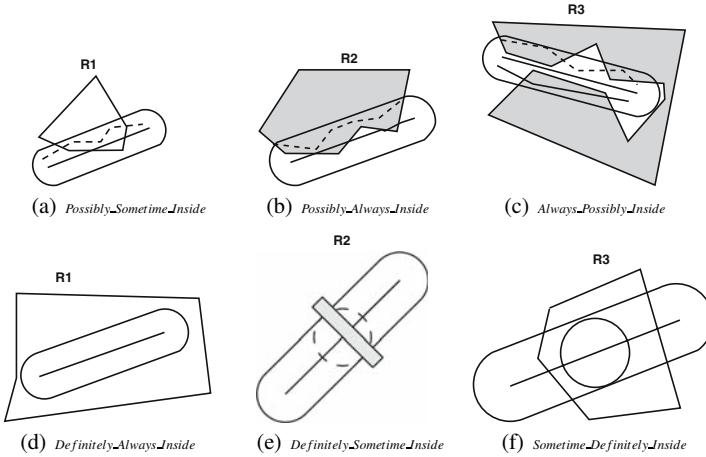 R1
R2
R3
(a) Possibly_Sometime_Inside
(b) Possibly_Always_Inside
(c) Always_Possibly_Inside
R1
R2
R3
(d) Definitely_Always_Inside
(e) Definitely_Sometime_Inside
(f) Sometime_Definitely_Inside